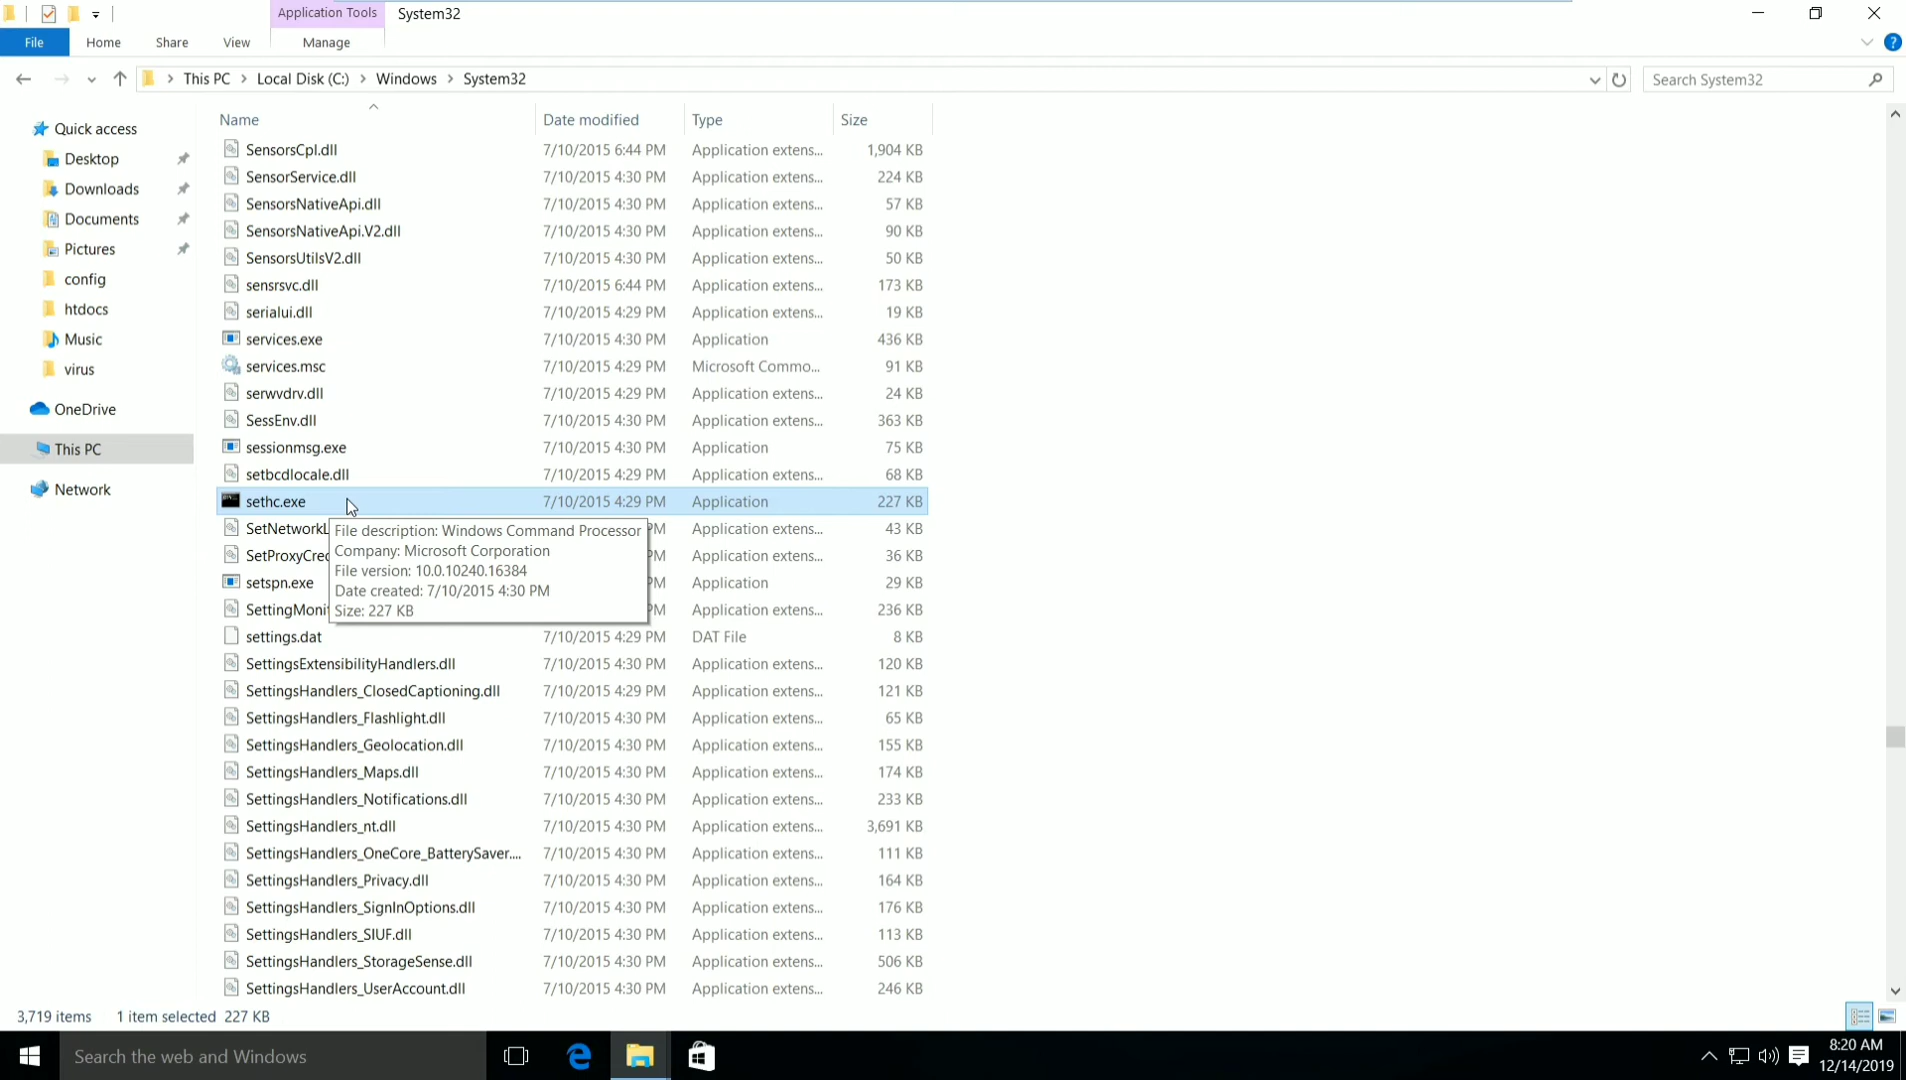 Application Tools System32
File Home Share View Manage
This PC > Local Disk (C:) > Windows > System32 Search System32
Name Date modified Type Size
Quick access
Desktop
Downloads
Documents
Pictures
config
htdocs
Music
virus
OneDrive
This PC
Network
SensorsCpl.dll 7/10/2015 6:44 PM Application extens... 1,904 KB
SensorService.dll 7/10/2015 4:30 PM Application extens... 224 KB
SensorsNativeApi.dll 7/10/2015 4:30 PM Application extens... 57 KB
SensorsNativeApi.V2.dll 7/10/2015 4:30 PM Application extens... 90 KB
SensorsUtilsV2.dll 7/10/2015 4:30 PM Application extens... 50 KB
sensrsvc.dll 7/10/2015 6:44 PM Application extens... 173 KB
serialui.dll 7/10/2015 4:29 PM Application extens... 19 KB
services.exe 7/10/2015 4:30 PM Application 436 KB
services.msc 7/10/2015 4:29 PM Microsoft Commo... 91 KB
serwvdrv.dll 7/10/2015 4:29 PM Application extens... 24 KB
SessEnv.dll 7/10/2015 4:29 PM Application extens... 363 KB
sessionmsg.exe 7/10/2015 4:30 PM Application 75 KB
setbcdlocale.dll 7/10/2015 4:29 PM Application extens... 68 KB
sethc.exe 7/10/2015 4:29 PM Application 227 KB
SetNetworkL PM Application extens... 43 KB
SetProxyCred PM Application extens... 36 KB
setspn.exe PM Application 29 KB
SettingMonit PM Application extens... 236 KB
File description: Windows Command Processor
Company: Microsoft Corporation
File version: 10.0.10240.16384
Date created: 7/10/2015 4:30 PM
Size: 227 KB
settings.dat 7/10/2015 4:29 PM DAT File 8 KB
SettingsExtensibilityHandlers.dll 7/10/2015 4:30 PM Application extens... 120 KB
SettingsHandlers_ClosedCaptioning.dll 7/10/2015 4:29 PM Application extens... 121 KB
SettingsHandlers_Flashlight.dll 7/10/2015 4:30 PM Application extens... 65 KB
SettingsHandlers_Geolocation.dll 7/10/2015 4:30 PM Application extens... 155 KB
SettingsHandlers_Maps.dll 7/10/2015 4:30 PM Application extens... 174 KB
SettingsHandlers_Notifications.dll 7/10/2015 4:30 PM Application extens... 233 KB
SettingsHandlers_nt.dll 7/10/2015 4:30 PM Application extens... 3,691 KB
SettingsHandlers_OneCore_BatterySaver.... 7/10/2015 4:30 PM Application extens... 111 KB
SettingsHandlers_Privacy.dll 7/10/2015 4:30 PM Application extens... 164 KB
SettingsHandlers_SignInOptions.dll 7/10/2015 4:30 PM Application extens... 176 KB
SettingsHandlers_SIUF.dll 7/10/2015 4:30 PM Application extens... 113 KB
SettingsHandlers_StorageSense.dll 7/10/2015 4:30 PM Application extens... 506 KB
SettingsHandlers_UserAccount.dll 7/10/2015 4:30 PM Application extens... 246 KB
3,719 items 1 item selected 227 KB
Search the web and Windows
8:20 AM
12/14/2019